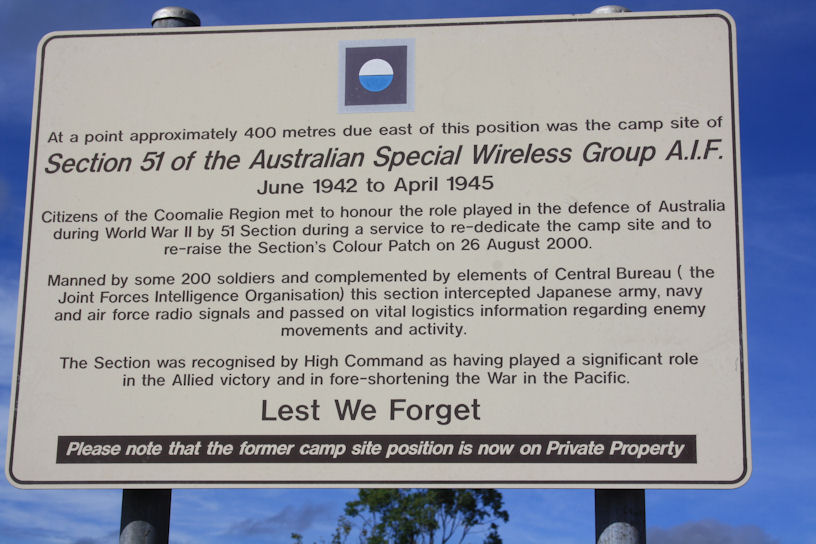 At a point approximately 400 metres due east of this position was the camp site of
Section 51 of the Australian Special Wireless Group A.I.F.
June 1942 to April 1945
Citizens of the Coomalie Region met to honour the role played in the defence of Australia
during World War II by 51 Section during a service to re-dedicate the camp site and to
re-raise the Section's Colour Patch on 26 August 2000.
Manned by some 200 soldiers and complemented by elements of Central Bureau ( the
Joint Forces Intelligence Organisation) this section intercepted Japanese army, navy
and air force radio signals and passed on vital logistics information regarding enemy
movements and activity.
The Section was recognised by High Command as having played a significant role
in the Allied victory and in fore-shortening the War in the Pacific.
Lest We Forget
Please note that the former camp site position is now on Private Property